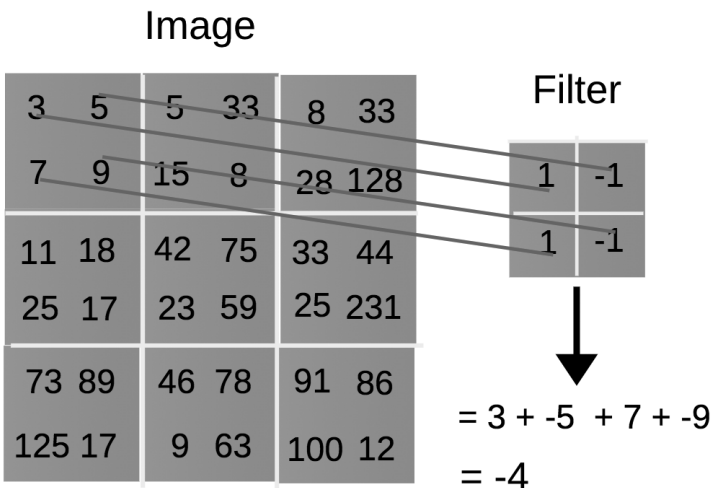 Image
Filter
3 5 5 33 8 33
7 9 15 8 28 128
11 18 42 75 33 44
25 17 23 59 25 231
73 89 46 78 91 86
125 17 9 63 100 12
1 -1
1 -1
= 3 + -5 + 7 + -9
= -4